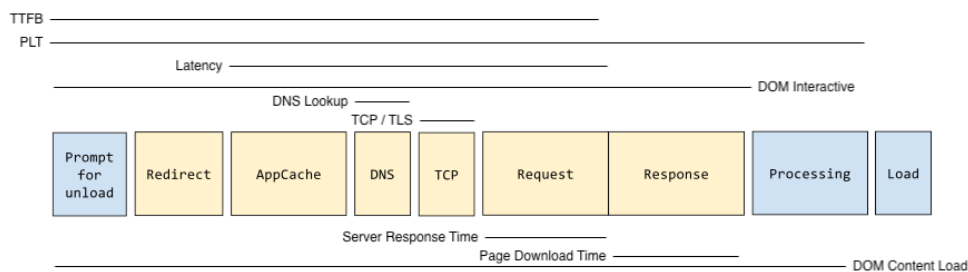 TTFB
PLT
Latency
DOM Interactive
DNS Lookup
TCP / TLS
Prompt
for
unload
Redirect
AppCache
DNS
TCP
Request
Response
Processing
Load
Server Response Time
Page Download Time
DOM Content Load